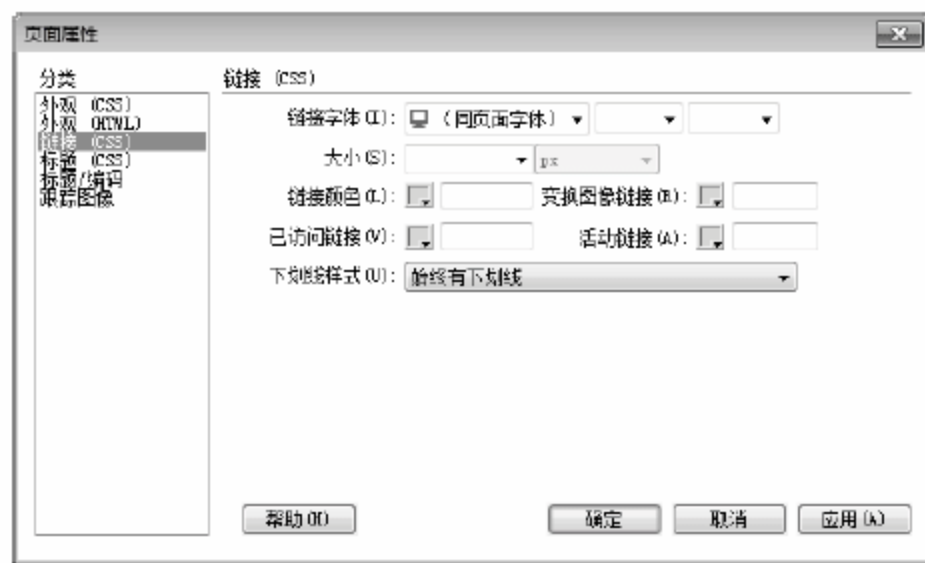 页面属性
分类
外观 (CSS)
外观 (HTML)
链接 (CSS)
标题 (CSS)
标题/编码
跟踪图像
链接 (CSS)
链接字体(I): (同页面字体)
大小(S): px
链接颜色(L): 变换图像链接(R):
已访问链接(V): 活动链接(A):
下划线样式(U): 始终有下划线
帮助(H) 确定 取消 应用(A)